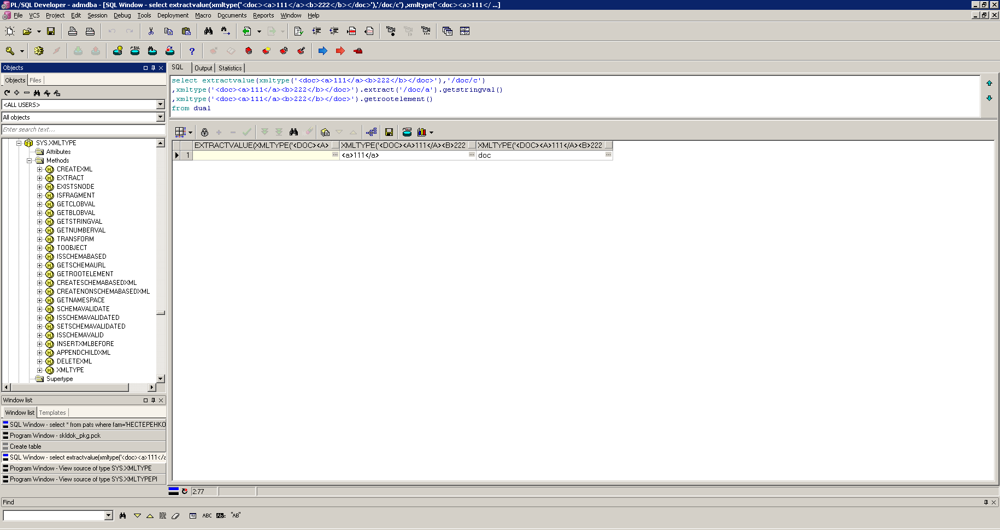 PL/SQL Developer - admdba - [SQL Window - select extractvalue(xmltype('<doc><a>111</a><b>222</b></doc>'),'/doc/c') ,xmltype('<doc><a>111</ ...]
File VCS Project Edit Session Debug Tools Deployment Macro Documents Reports Window Help
SQL
?
Objects
Objects Files
<ALL USERS>
All objects
Enter search text...
SYS.XMLTYPE
Attributes
Methods
CREATEXML
EXTRACT
EXISTSNODE
ISFRAGMENT
GETCLOBVAL
GETBLOBVAL
GETSTRINGVAL
GETNUMBERVAL
TRANSFORM
TOOBJECT
ISSCHEMABASED
GETSCHEMAURL
GETROOTELEMENT
CREATESCHEMABASEDXML
CREATENONSCHEMABASEDXML
GETNAMESPACE
SCHEMAVALIDATE
ISSCHEMAVALIDATED
SETSCHEMAVALIDATED
ISSCHEMAVALID
INSERTXMLBEFORE
APPENDCHILDXML
DELETEXML
XMLTYPE
Supertype
Window list
Window list Templates
SQL Window - select * from pats where fam='НЕСТЕРЕНКО
Program Window - skldok_pkg.pck
Create table
SQL Window - select extractvalue(xmltype('<doc><a>111</a
Program Window - View source of type SYS.XMLTYPE
Program Window - View source of type SYS.XMLTYPEPI
SQL Output Statistics
select extractvalue(xmltype('<doc><a>111</a><b>222</b></doc>'),'/doc/c')
,xmltype('<doc><a>111</a><b>222</b></doc>').extract('/doc/a').getstringval()
,xmltype('<doc><a>111</a><b>222</b></doc>').getrootelement()
from dual
EXTRACTVALUE(XMLTYPE('<DOC><A> XMLTYPE('<DOC><A>111</A><B>222 XMLTYPE('<DOC><A>111</A><B>222
1 ... <a>111</a> ... doc ...
2:77
Find
ABC ABc "AB"